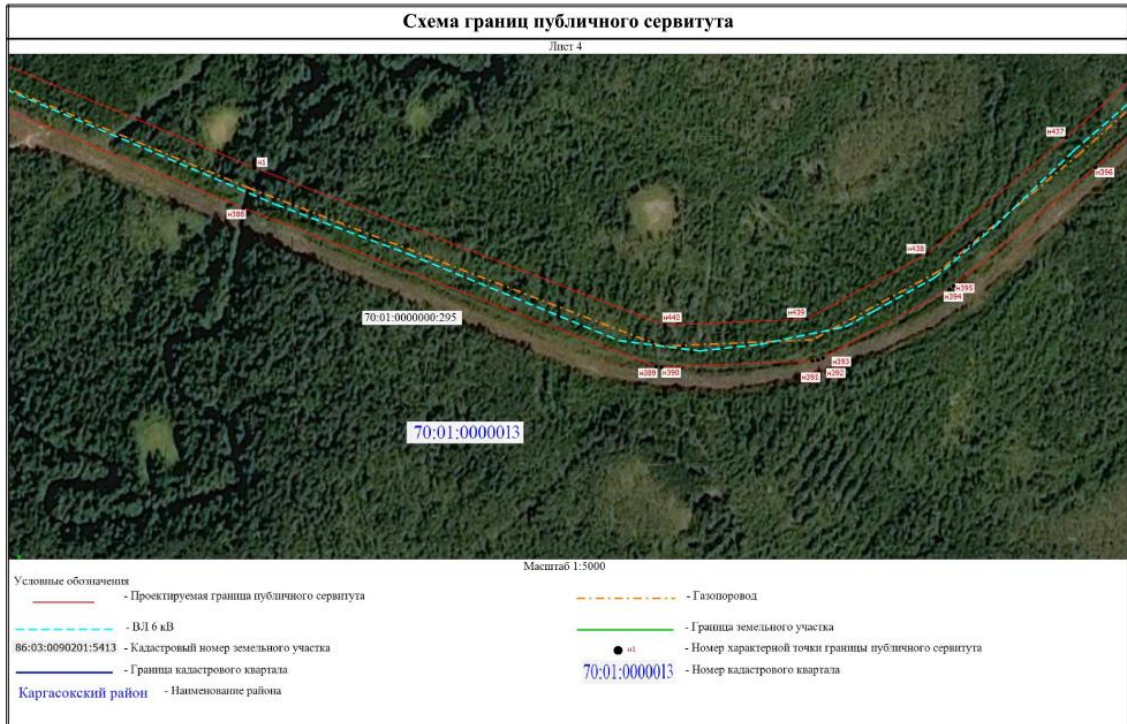 Схема границ публичного сервитута
Лист 4
н437
н1
н396
н388
н438
н395
н394
70:01:0000000:295
н440
н439
н393
н389
н390
н391
н392
70:01:0000013
Масштаб 1:5000
Условные обозначения
- Проектируемая граница публичного сервитута
- Газопоровод
- ВЛ 6 кВ
- Граница земельного участка
86:03:0090201:5413 - Кадастровый номер земельного участка
н1 - Номер характерной точки границы публичного сервитута
- Граница кадастрового квартала
70:01:0000013 - Номер кадастрового квартала
Каргасокский район - Наименование района